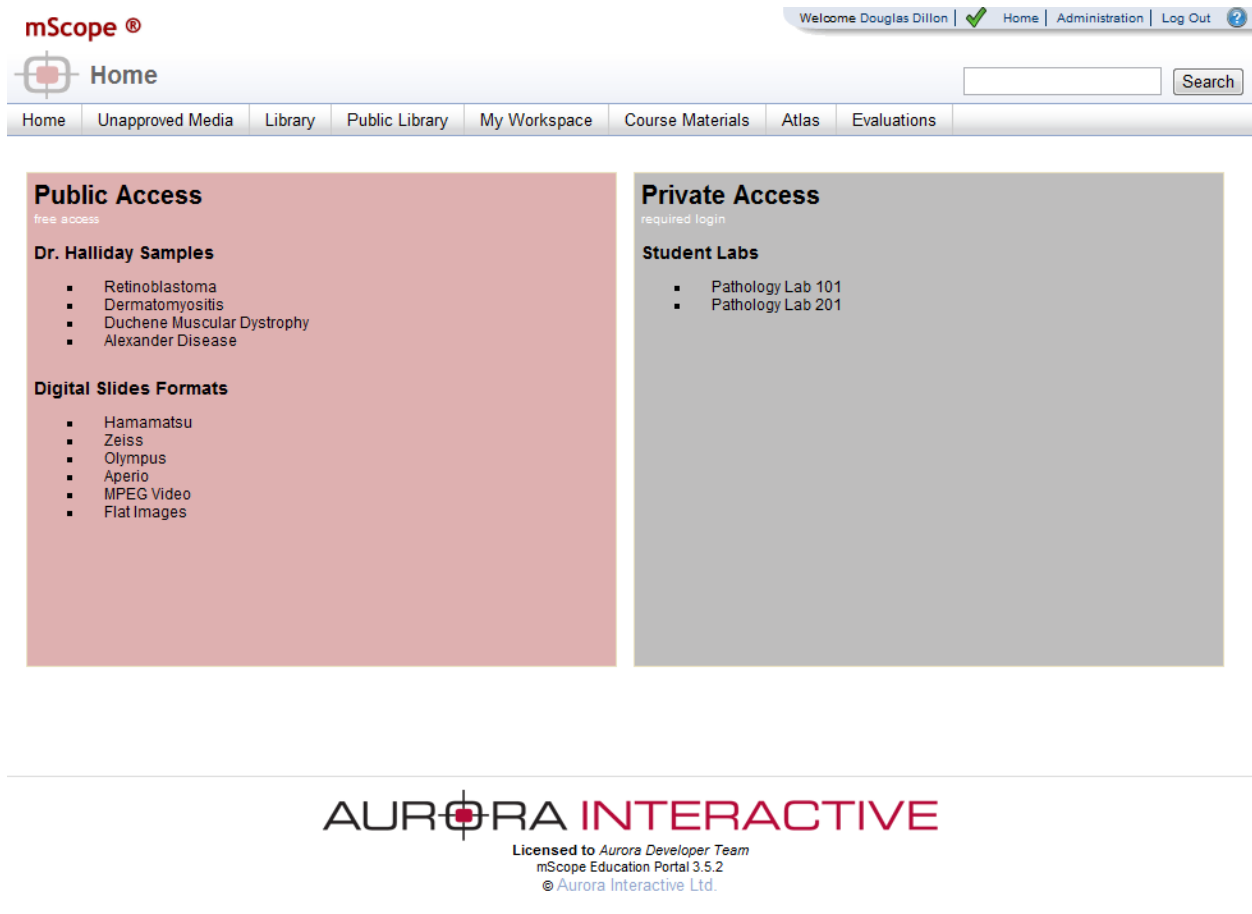 mScope ®
Welcome Douglas Dillon | Home | Administration | Log Out ?
Home
Search
Home Unapproved Media Library Public Library My Workspace Course Materials Atlas Evaluations
Public Access
free access
Dr. Halliday Samples
Retinoblastoma
Dermatomyositis
Duchene Muscular Dystrophy
Alexander Disease
Digital Slides Formats
Hamamatsu
Zeiss
Olympus
Aperio
MPEG Video
Flat Images
Private Access
required login
Student Labs
Pathology Lab 101
Pathology Lab 201
AURORA INTERACTIVE
Licensed to Aurora Developer Team
mScope Education Portal 3.5.2
© Aurora Interactive Ltd.